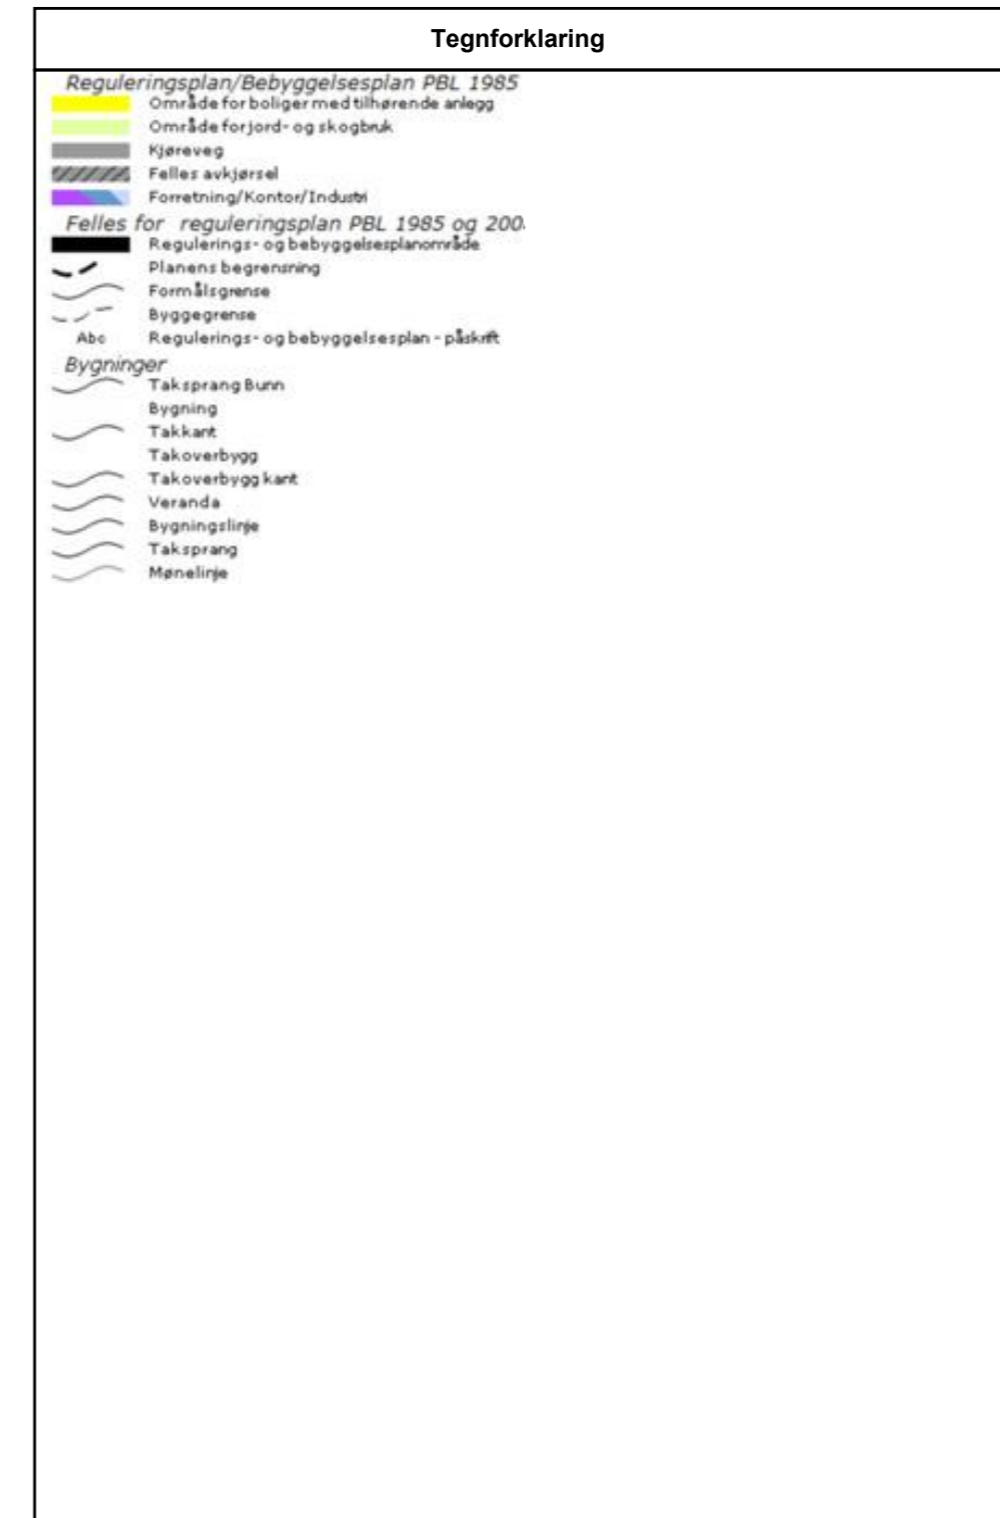 Tegnforklaring
Reguleringsplan/Bebyggelsesplan PBL 1985
Område for boliger med tilhørende anlegg
Område for jord- og skogbruk
Kjøreveg
Felles avkjørsel
Forretning/Kontor/Industri
Felles for reguleringsplan PBL 1985 og 200
Regulerings- og bebyggelsesplanområde
Planens begrensning
Formålsgrense
Byggegrense
Abc Regulerings- og bebyggelsesplan - påskrift
Bygninger
Taksprang Bunn
Bygning
Takkant
Takoverbygg
Takoverbygg kant
Veranda
Bygningslinje
Taksprang
Mønelinje